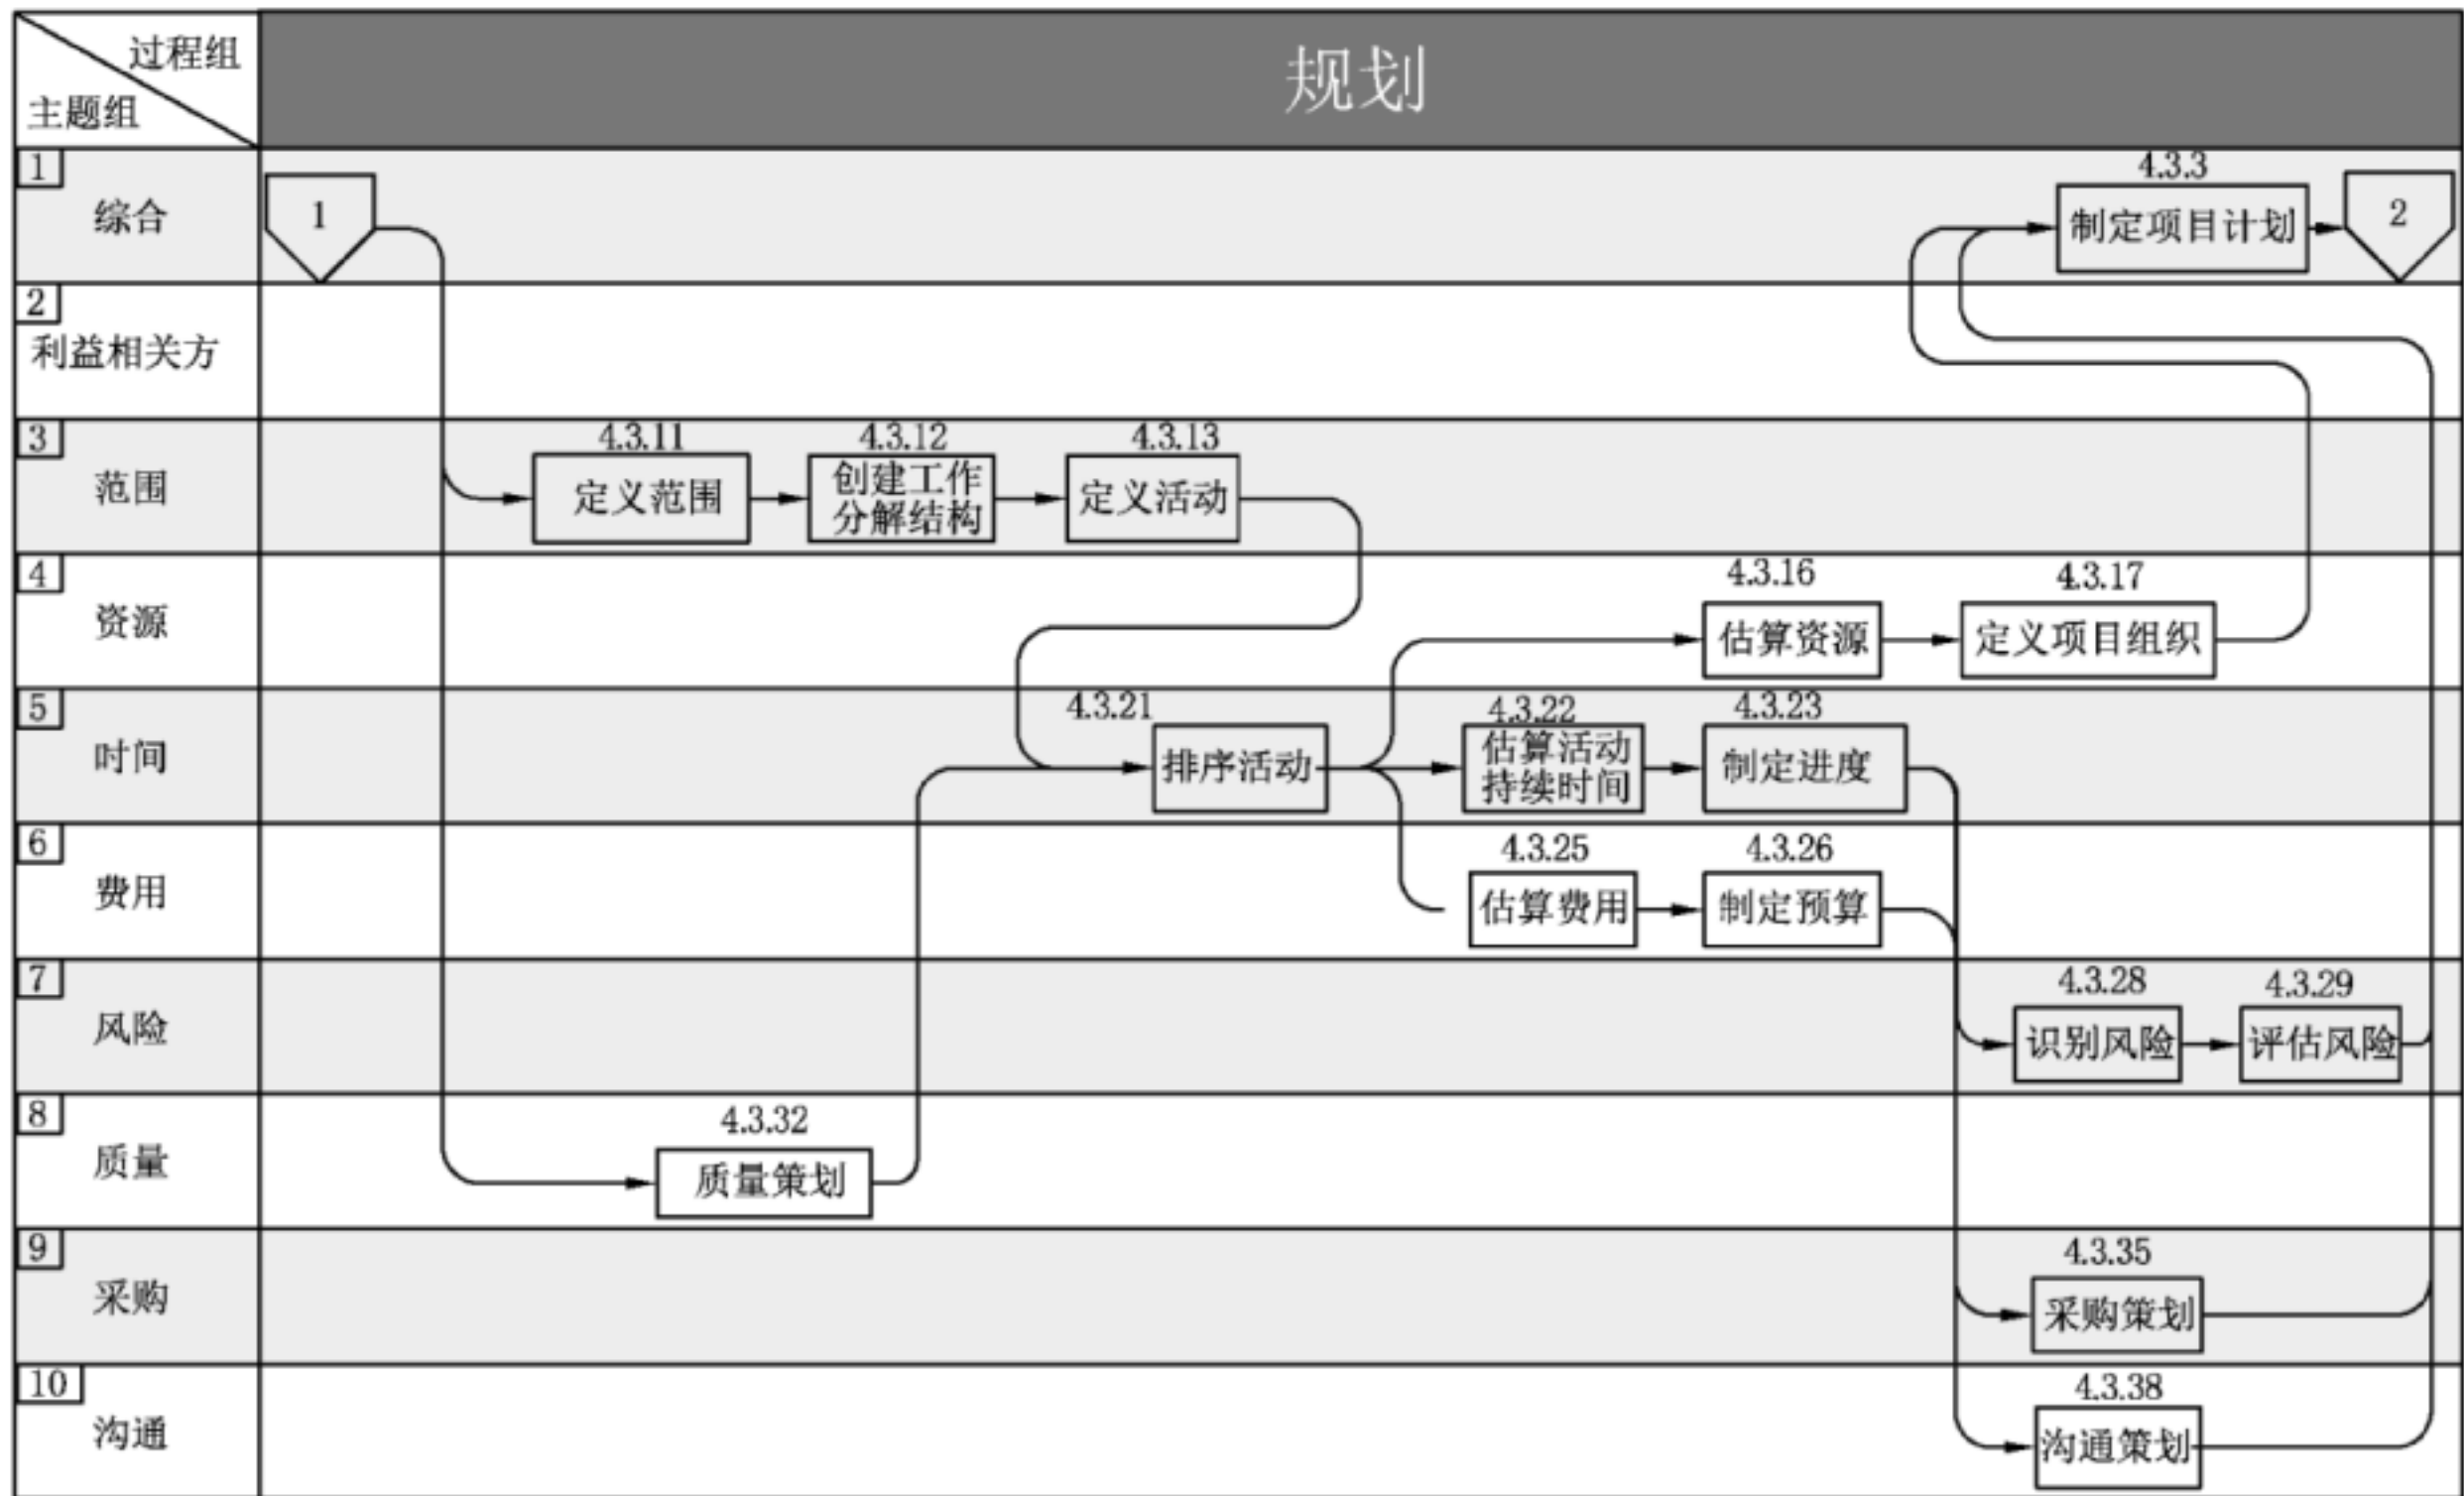 过程组
主题组
规划
1
综合
1
4.3.3
制定项目计划
2
2
利益相关方
3
范围
4.3.11
定义范围
4.3.12
创建工作
分解结构
4.3.13
定义活动
4
资源
4.3.16
估算资源
4.3.17
定义项目组织
5
时间
4.3.21
排序活动
4.3.22
估算活动
持续时间
4.3.23
制定进度
6
费用
4.3.25
估算费用
4.3.26
制定预算
7
风险
4.3.28
识别风险
4.3.29
评估风险
8
质量
4.3.32
质量策划
9
采购
4.3.35
采购策划
10
沟通
4.3.38
沟通策划